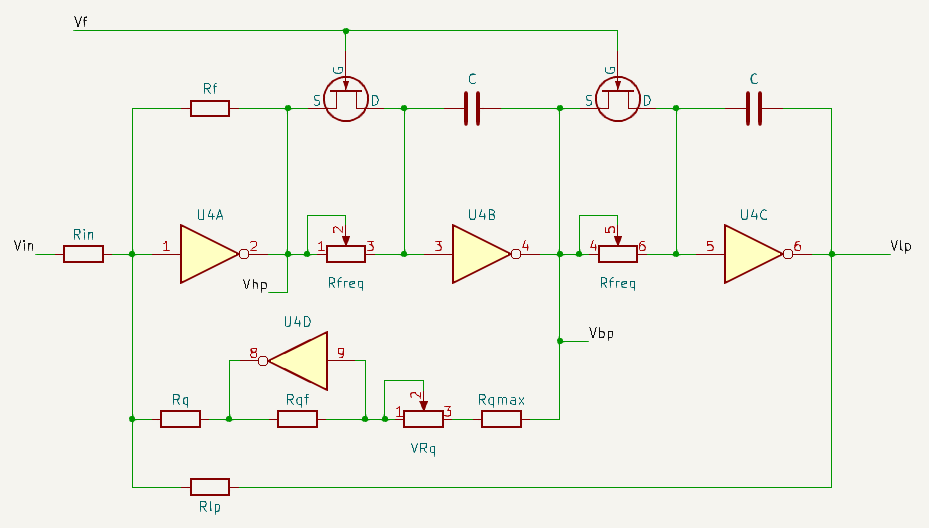 Vf
Rf
G
S
D
C
G
S
D
C
U4A
U4B
U4C
Vin
Rin
1
2
1
2
3
3
4
4
5
6
5
6
Vlp
Vhp
Rfreq
Rfreq
U4D
8
9
Vbp
Rq
Rqf
1
2
3
Rqmax
VRq
Rlp